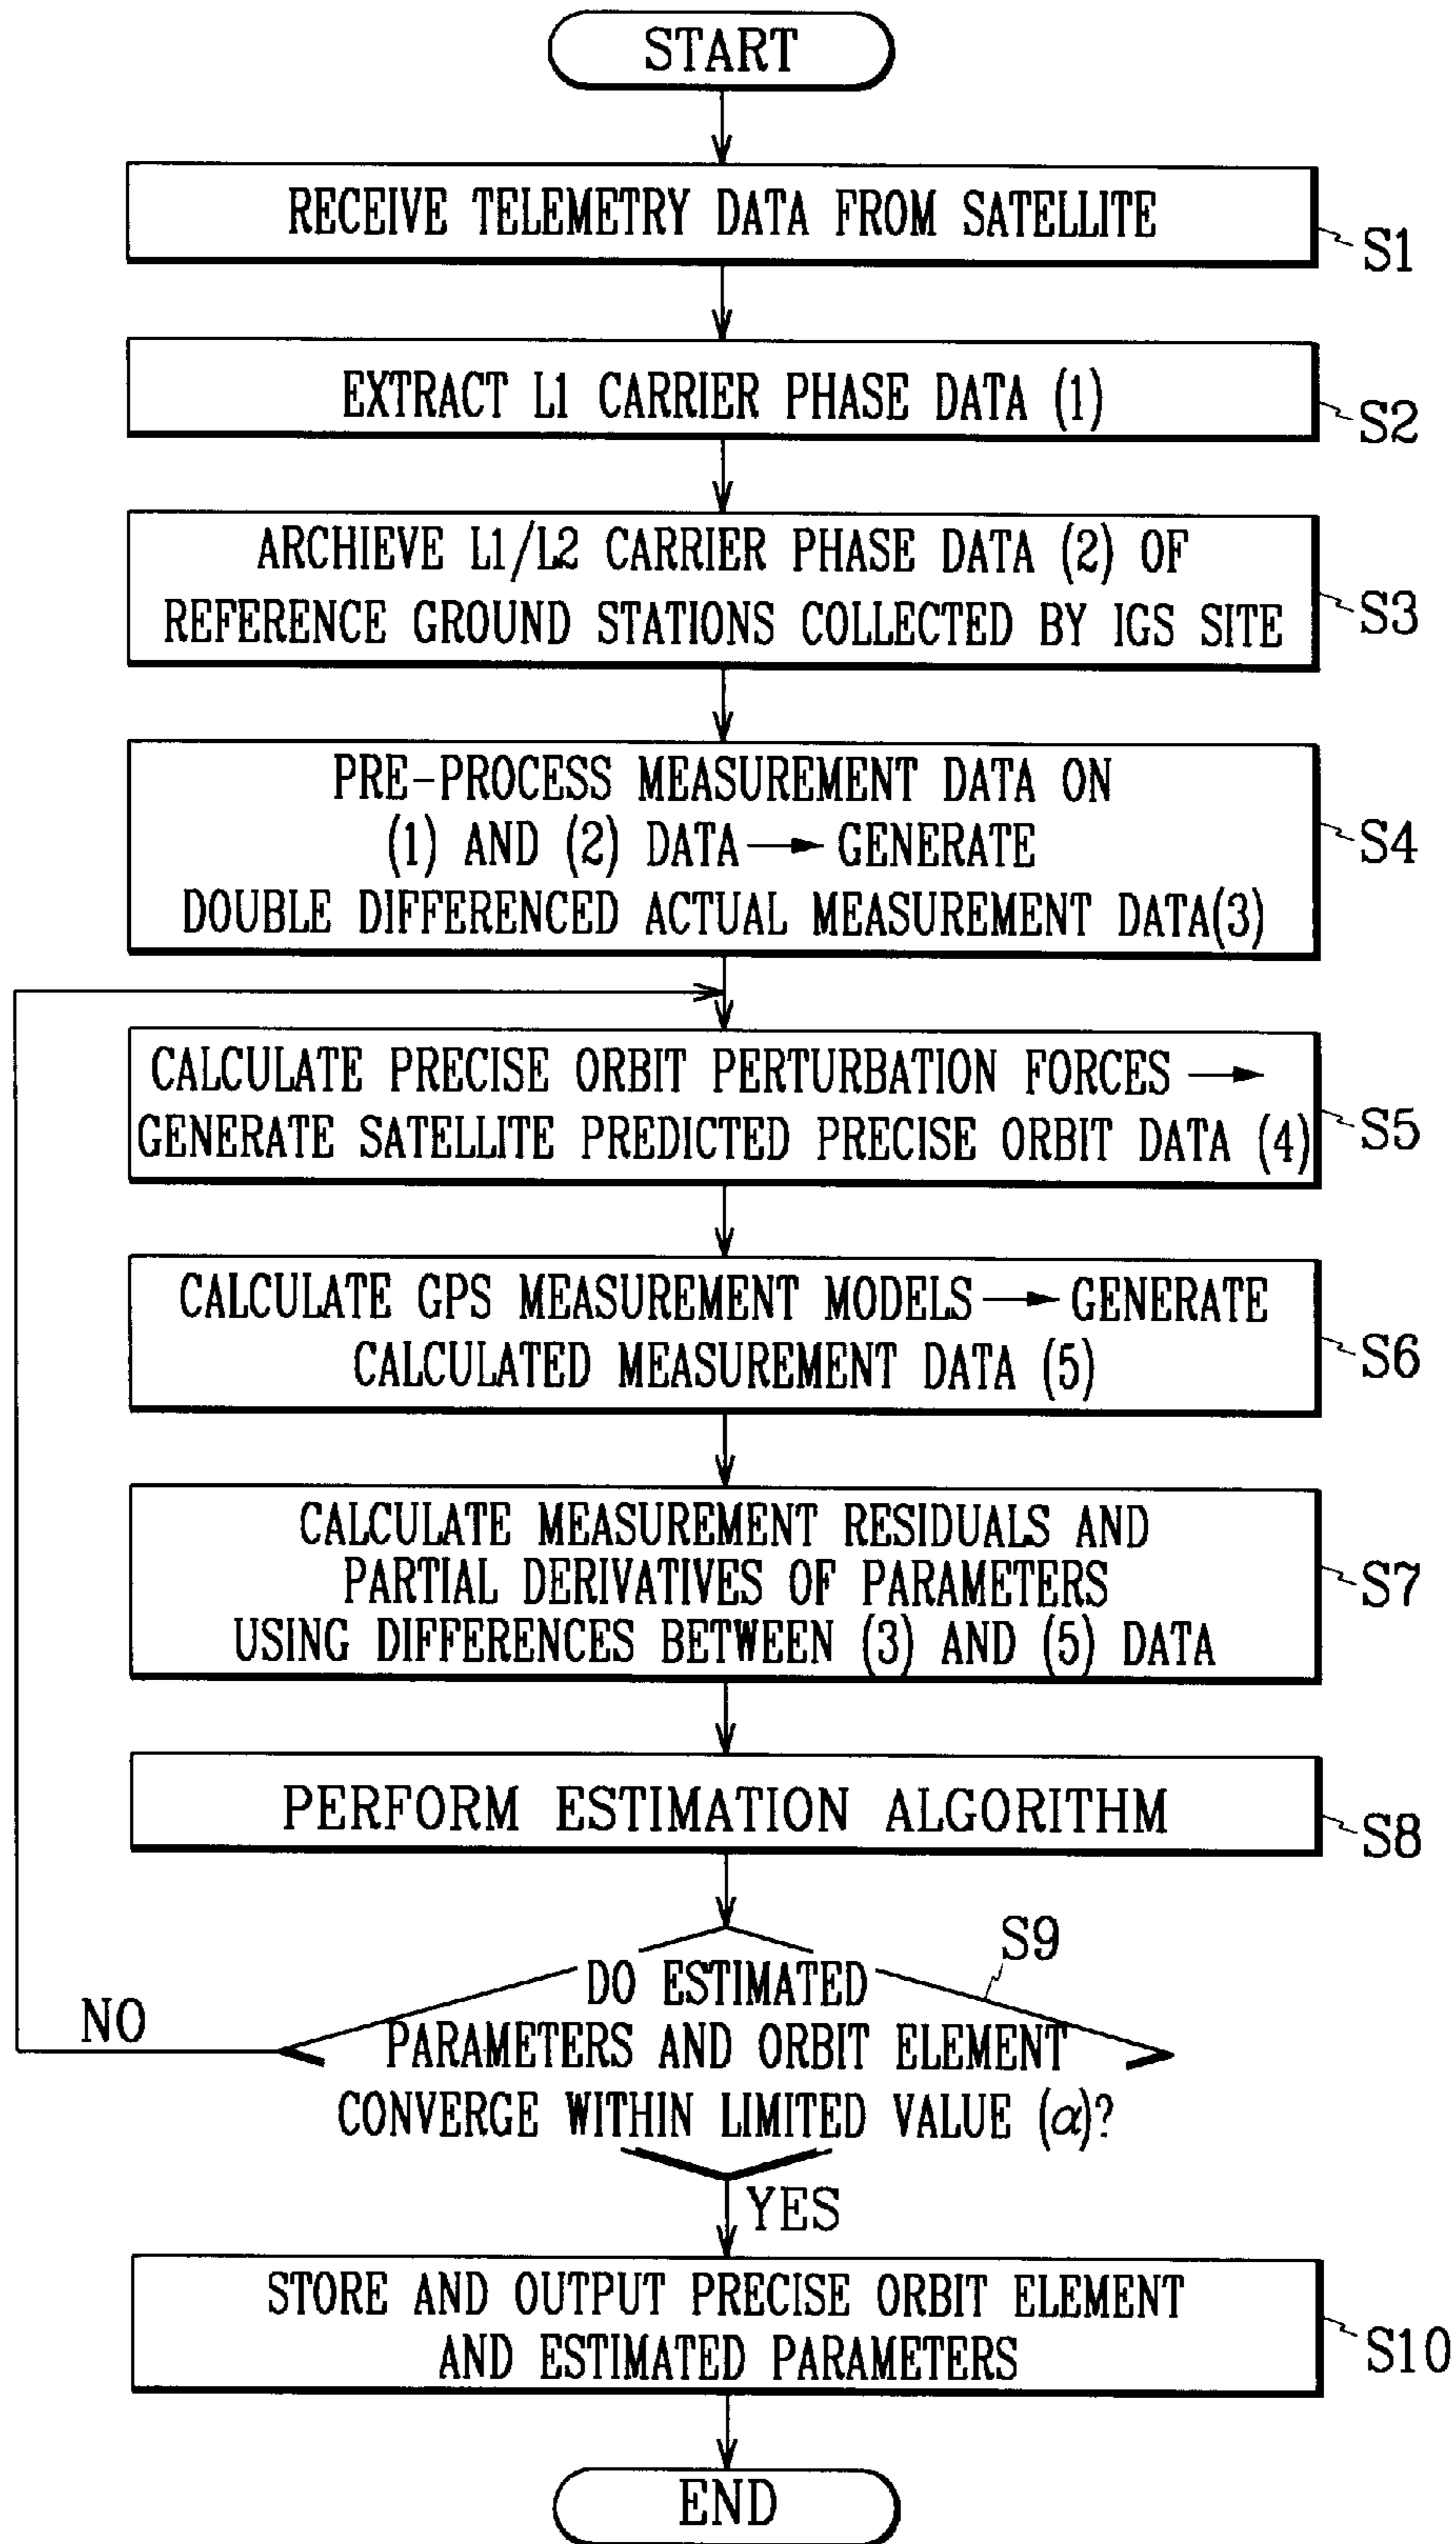 START
RECEIVE TELEMETRY DATA FROM SATELLITE
S1
EXTRACT L1 CARRIER PHASE DATA (1)
S2
ARCHIEVE L1/L2 CARRIER PHASE DATA (2) OF
REFERENCE GROUND STATIONS COLLECTED BY IGS SITE
S3
PRE-PROCESS MEASUREMENT DATA ON
(1) AND (2) DATA → GENERATE
DOUBLE DIFFERENCED ACTUAL MEASUREMENT DATA(3)
S4
CALCULATE PRECISE ORBIT PERTURBATION FORCES →
GENERATE SATELLITE PREDICTED PRECISE ORBIT DATA (4)
S5
CALCULATE GPS MEASUREMENT MODELS → GENERATE
CALCULATED MEASUREMENT DATA (5)
S6
CALCULATE MEASUREMENT RESIDUALS AND
PARTIAL DERIVATIVES OF PARAMETERS
USING DIFFERENCES BETWEEN (3) AND (5) DATA
S7
PERFORM ESTIMATION ALGORITHM
S8
S9
DO ESTIMATED
PARAMETERS AND ORBIT ELEMENT
CONVERGE WITHIN LIMITED VALUE (α)?
NO
YES
STORE AND OUTPUT PRECISE ORBIT ELEMENT
AND ESTIMATED PARAMETERS
S10
END